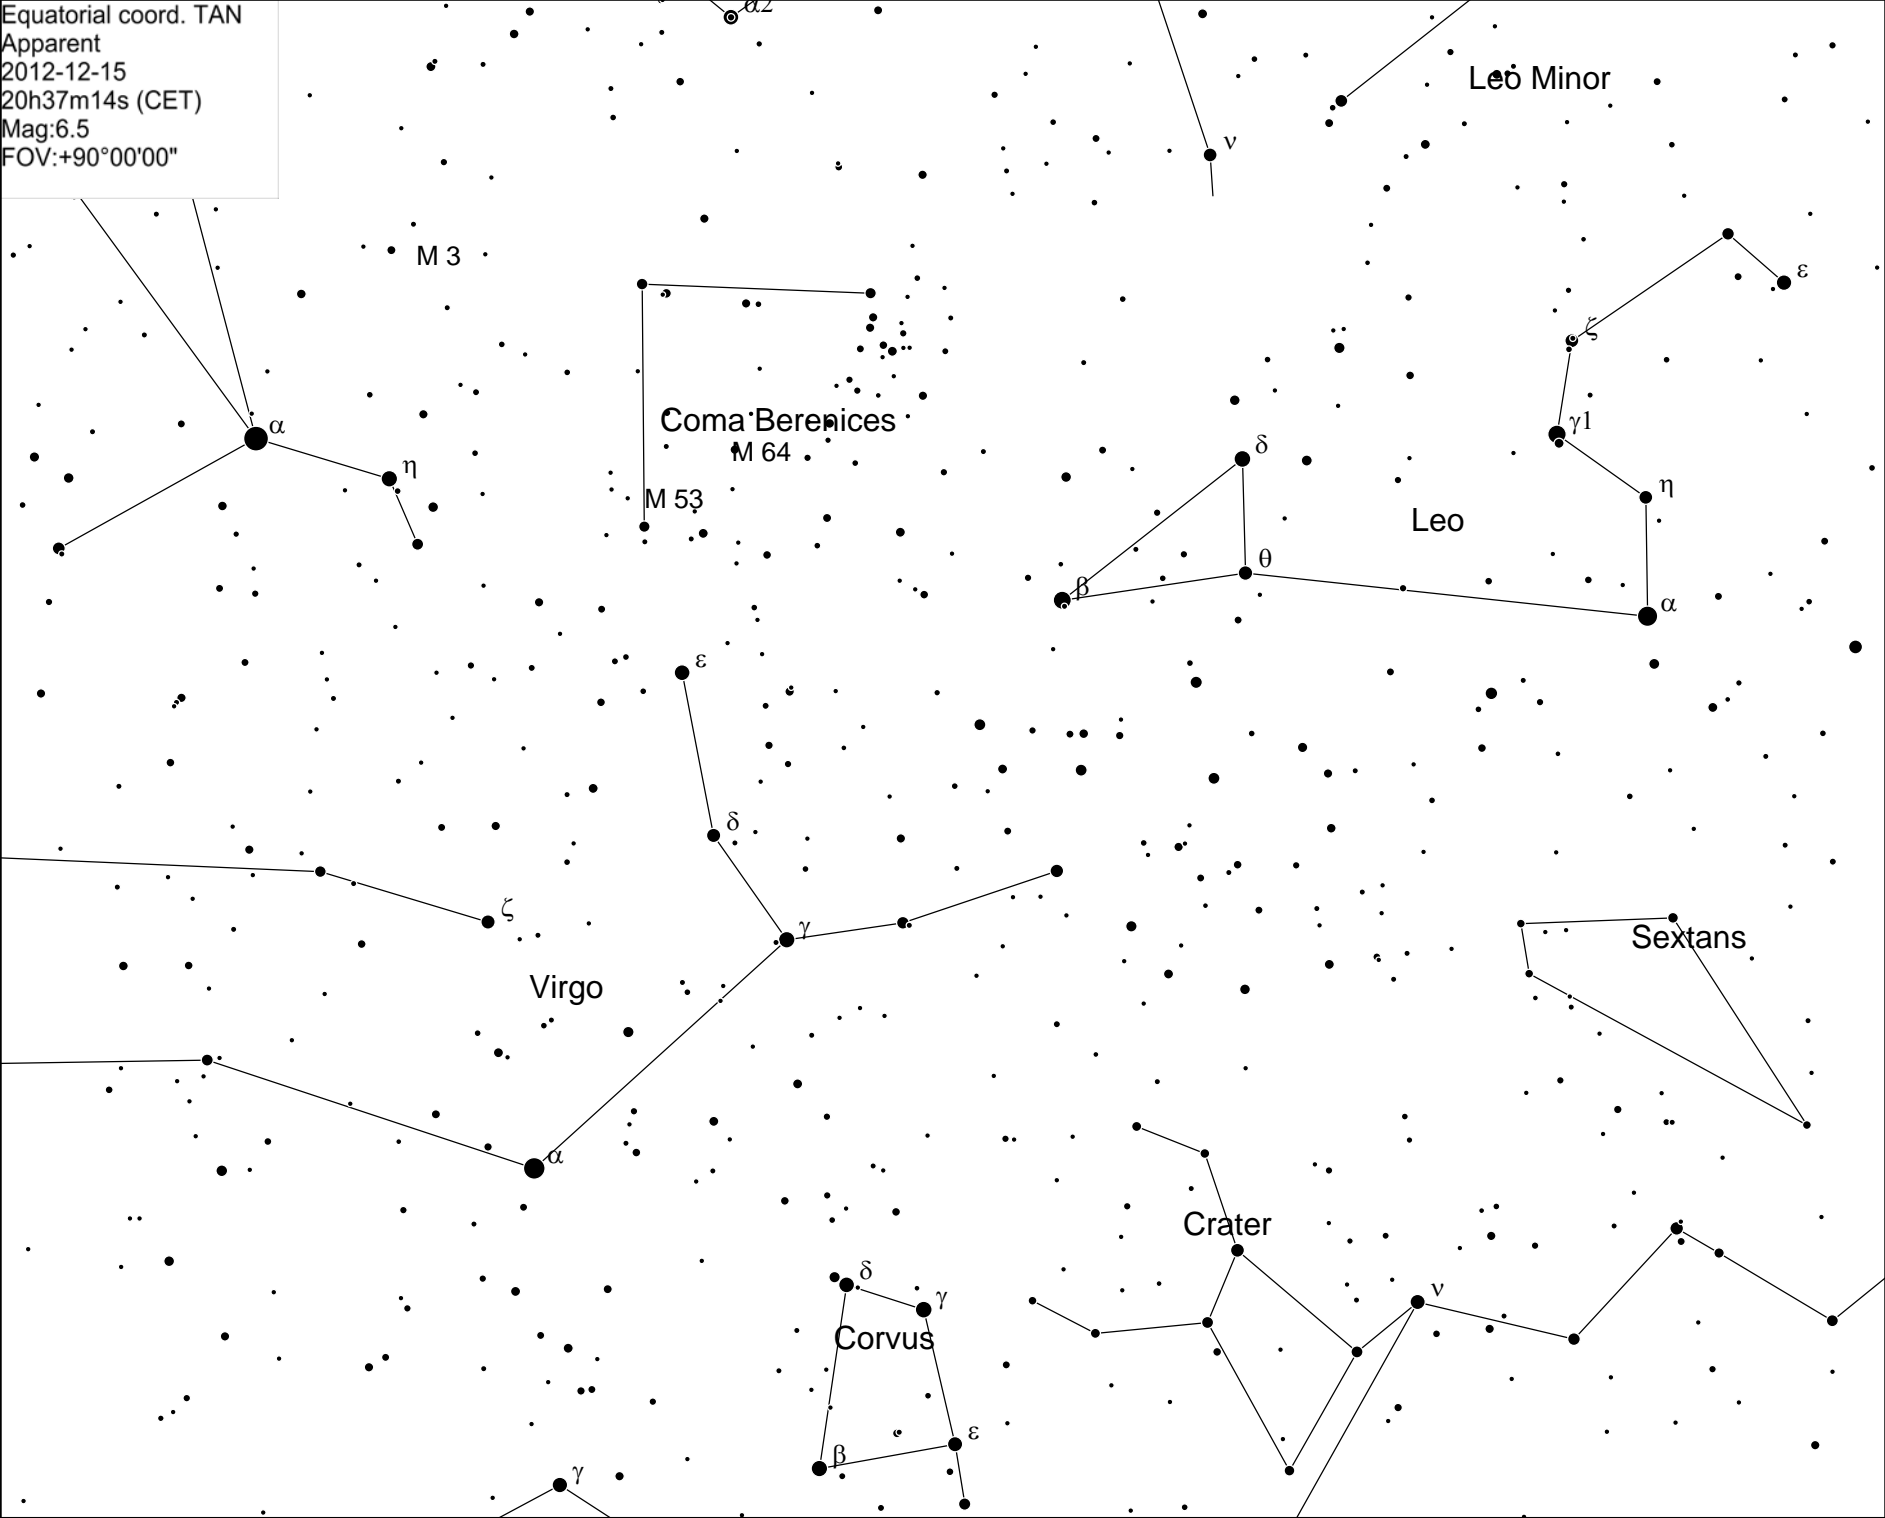 Equatorial coord. TAN
Apparent
2012-12-15
20h37m14s (CET)
Mag:6.5
FOV:+90°00'00"
α2
Leo Minor
ν
M 3
ε
ζ
Coma Berenices
α
γ1
δ
M 64
η
η
M 53
Leo
θ
β
α
ε
δ
ζ
γ
Sextans
Virgo
α
Crater
δ
ν
γ
Corvus
ε
β
γ